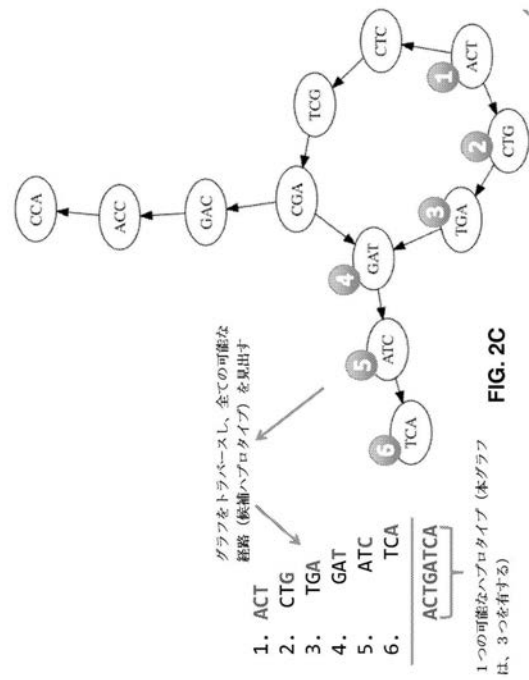 グラフをトラバースし、全ての可能な
経路(候補ハプロタイプ)を見出す
1. ACT
2. CTG
3. TGA
4. GAT
5. ATC
6. TCA
ACTGATCA
1つの可能なハプロタイプ(本グラフ
は、3つを有する)
CCA
ACC
GAC
CGA
TCG
CTC
1
ACT
2
CTG
3
TGA
4
GAT
5
ATC
6
TCA
FIG. 2C